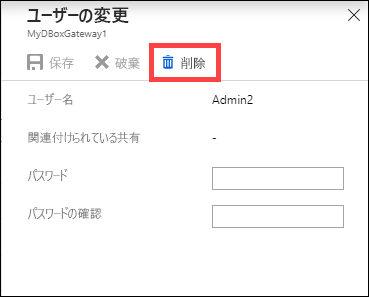 ユーザーの変更
MyDBoxGateway1
保存 破棄 削除
ユーザー名 Admin2
関連付けられている共有 -
パスワード
パスワードの確認